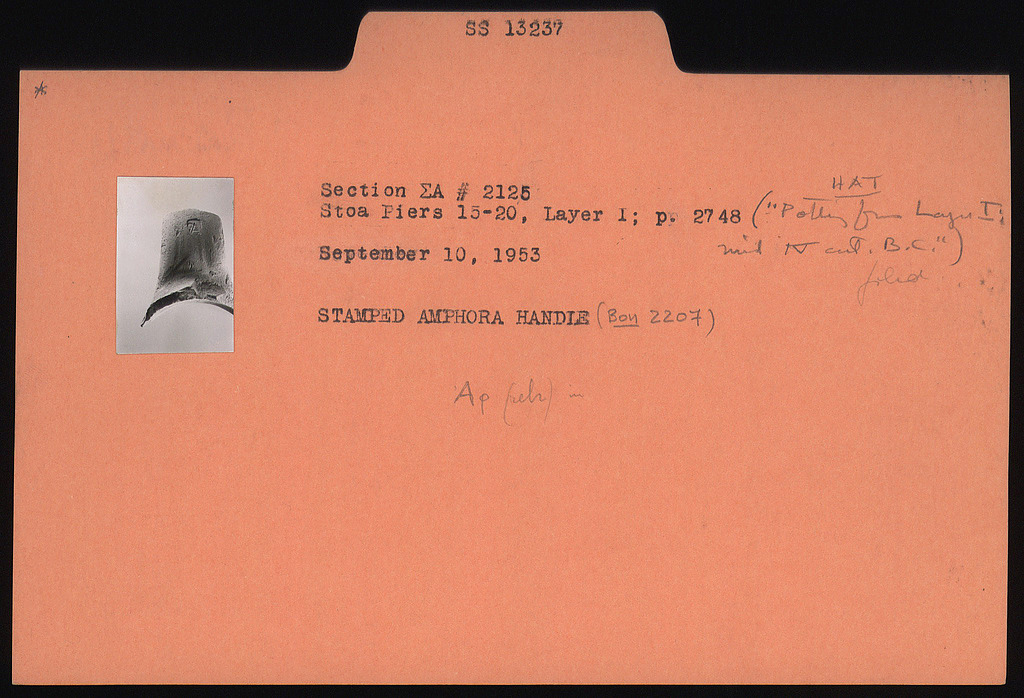 SS 13237
*
Section ΣA # 2125
HAT
Stoa Piers 15-20, Layer I; p. 2748 ("Pottery from Layer I:
mid IV cent. B.C.")
September 10, 1953
STAMPED AMPHORA HANDLE (Bon 2207)